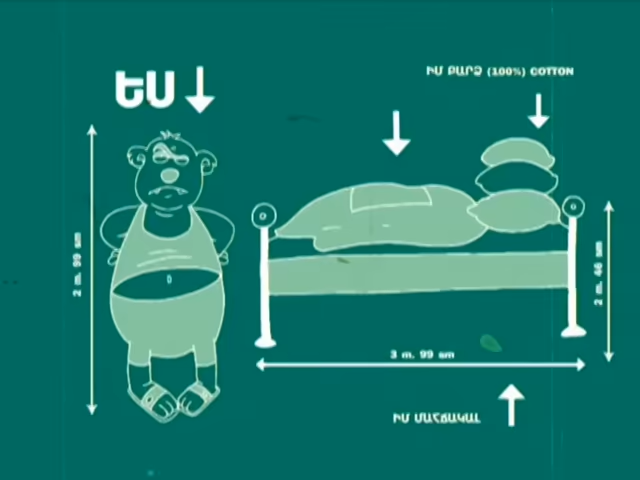 ԵՍ
ԻՄ ԲԱՐՁ (100%) COTTON
2 m. 99 sm
2 m. 46 sm
3 m. 99 sm
ԻՄ ՄԱՀՃԱԿԱԼ